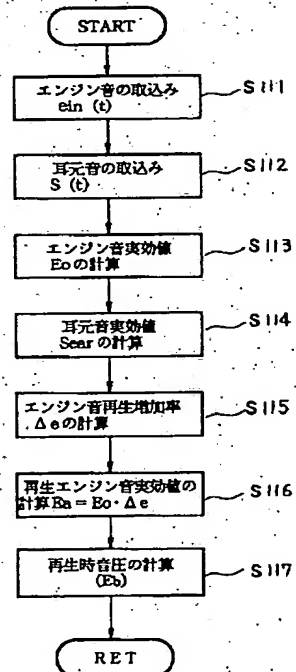 START
エンジン音の取込み
ein (t)
S111
耳元音の取込み
S (t)
S112
エンジン音実効値
Eoの計算
S113
耳元音実効値
Searの計算
S114
エンジン音再生増加率
Δeの計算
S115
再生エンジン音実効値の
計算Ea=Eo·Δe
S116
再生時音圧の計算
(Eb)
S117
RET